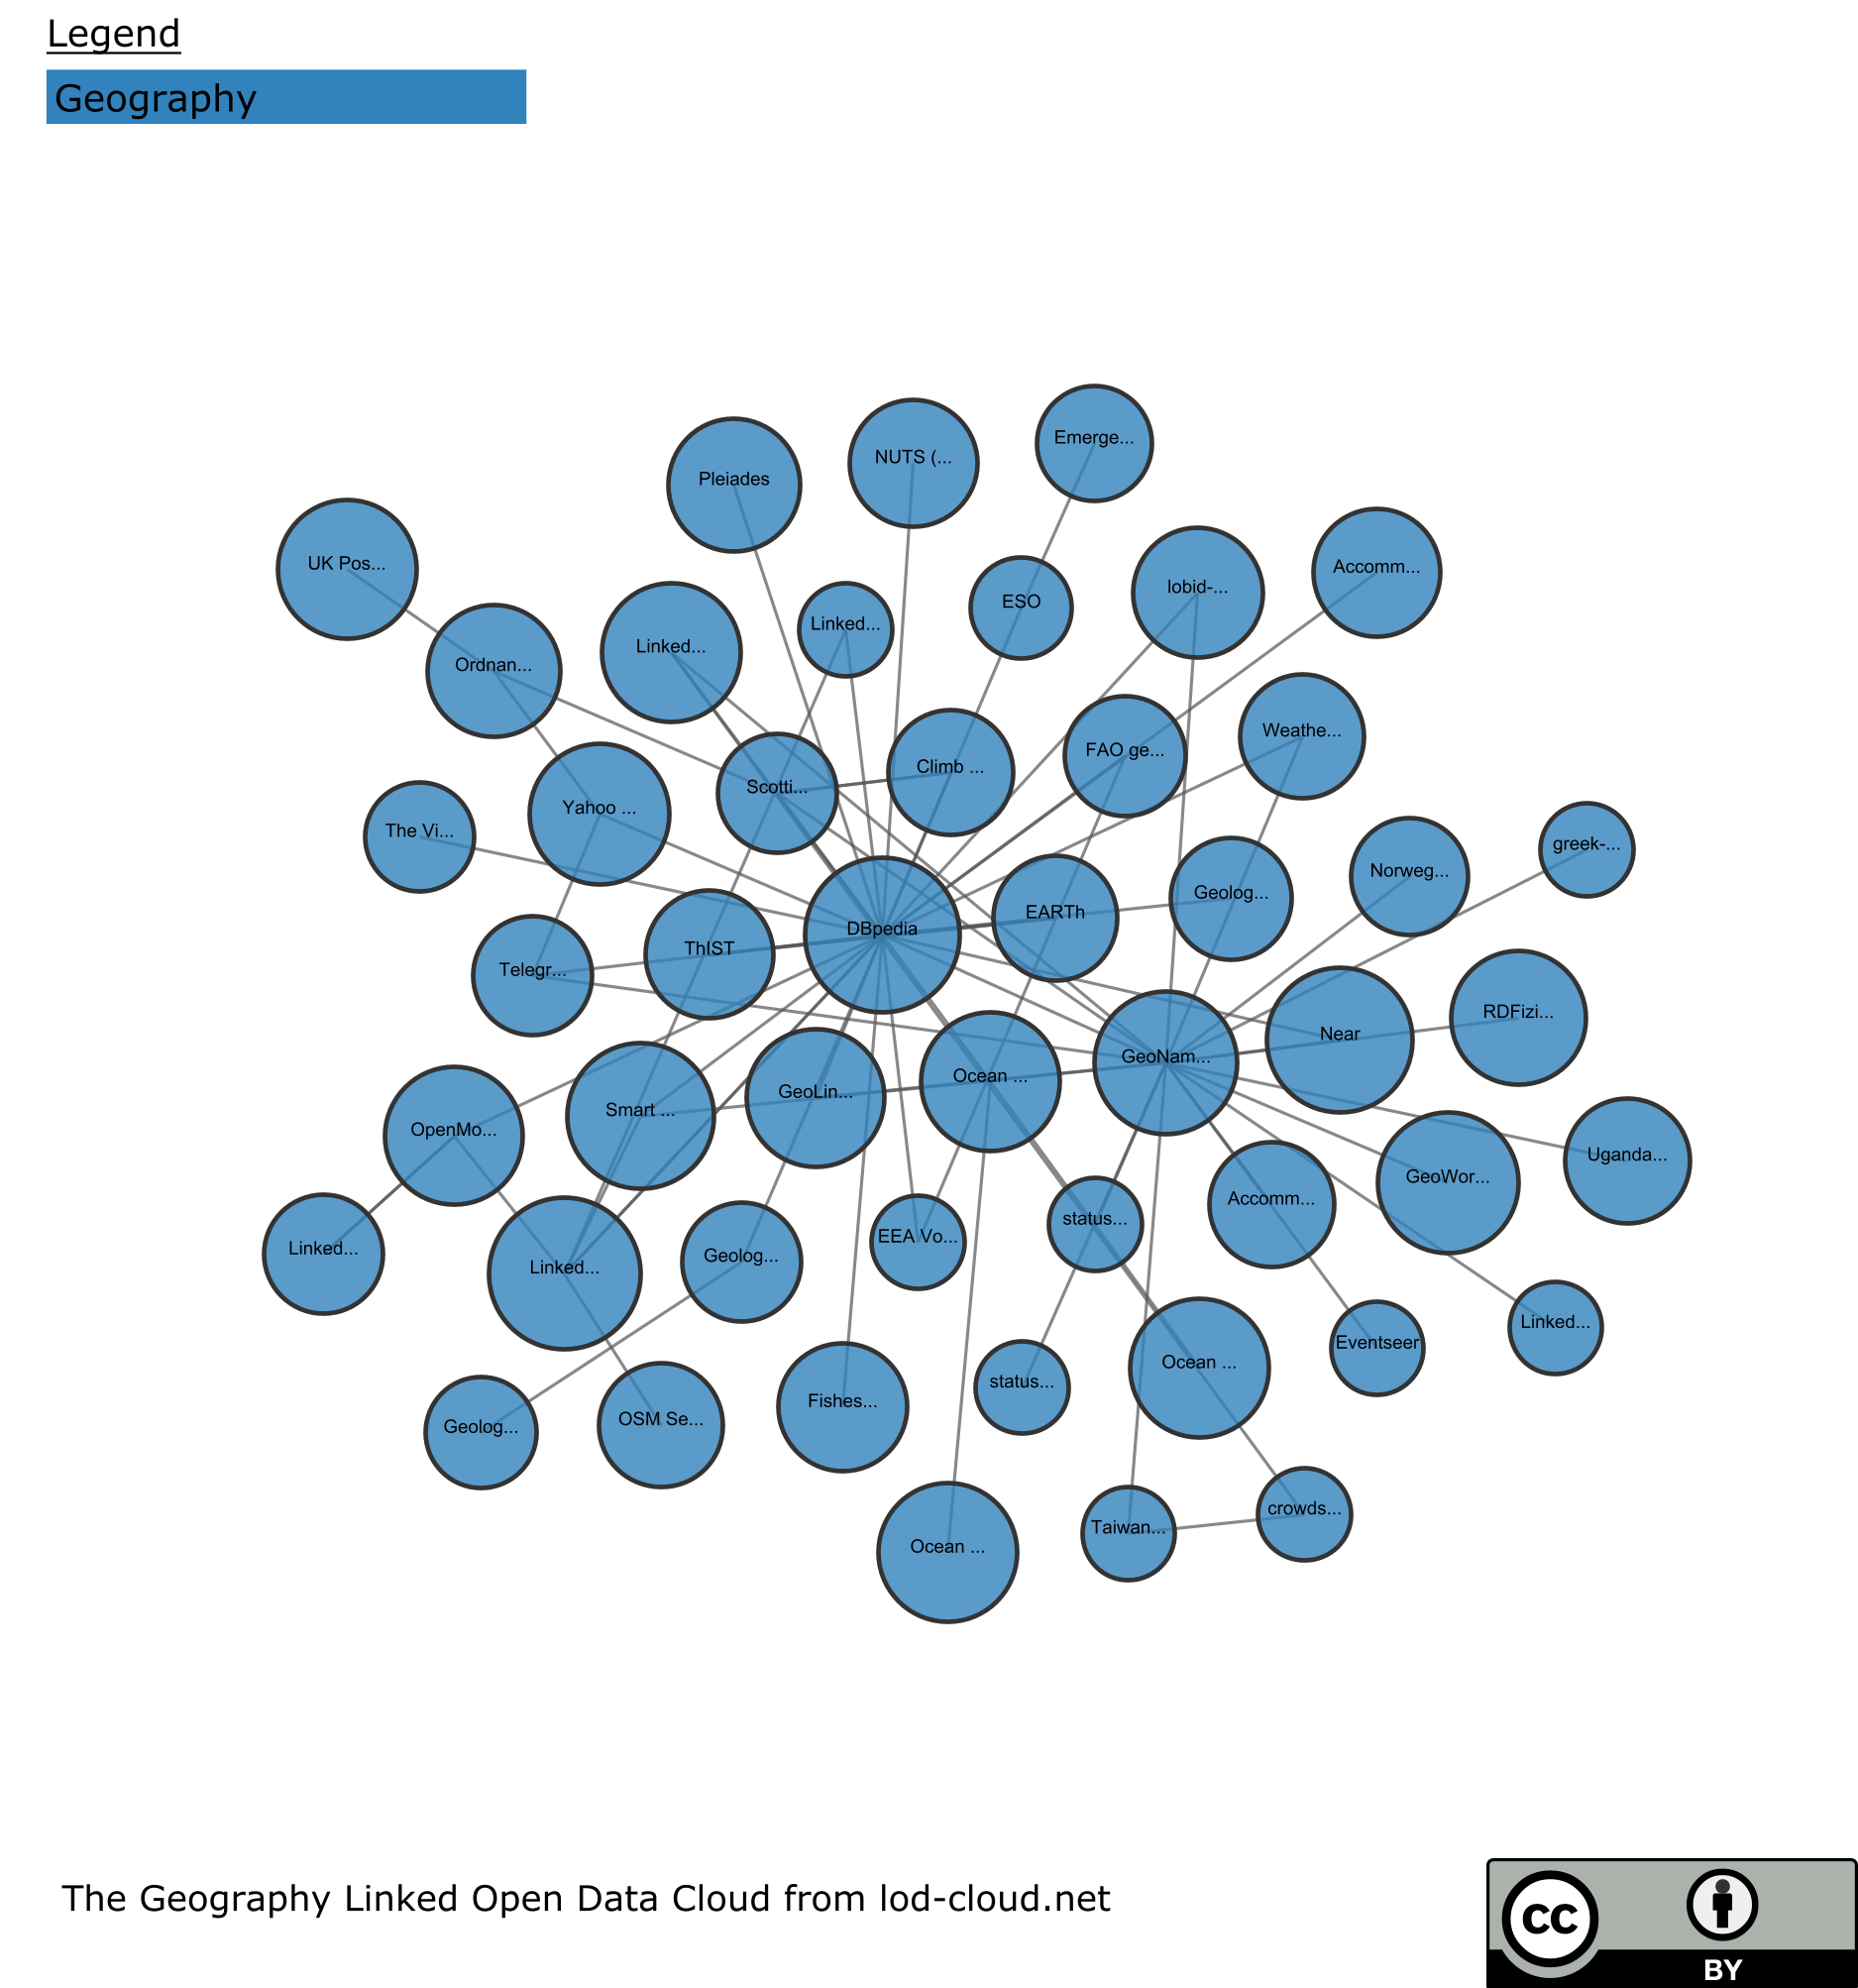 Legend
Geography
Emerge...
NUTS (...
Pleiades
UK Pos...
Accomm...
lobid-...
ESO
Linked...
Linked...
Ordnan...
Weathe...
FAO ge...
Climb ...
Scotti...
Yahoo ...
The Vi...
greek-...
Norweg...
Geolog...
EARTh
DBpedia
ThIST
Telegr...
RDFizi...
Near
GeoNam...
Ocean ...
GeoLin...
Smart ...
OpenMo...
Uganda...
GeoWor...
Accomm...
status...
EEA Vo...
Geolog...
Linked...
Linked...
Linked...
Eventseer
Ocean ...
status...
Fishes...
OSM Se...
Geolog...
crowds...
Taiwan...
Ocean ...
The Geography Linked Open Data Cloud from lod-cloud.net
cc
BY